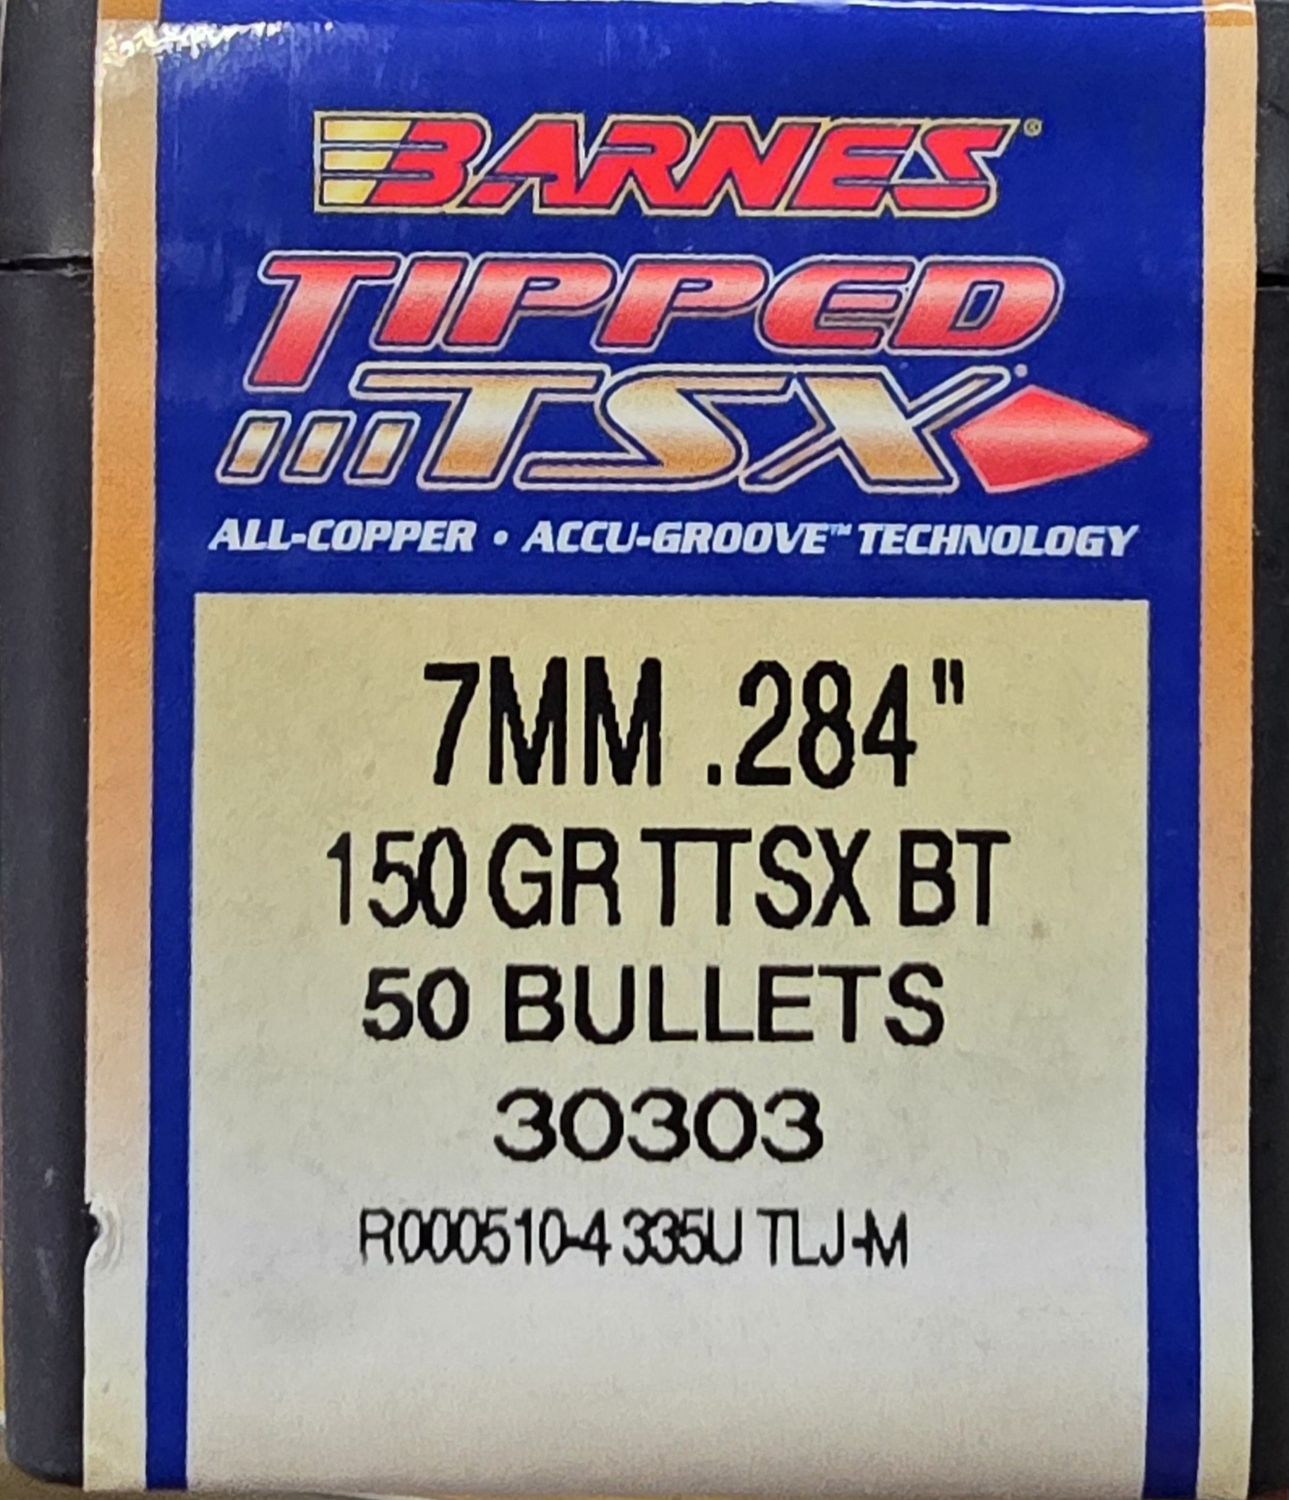 BARNES®
TIPPED
TSX
ALL-COPPER • ACCU-GROOVE™ TECHNOLOGY
7MM .284"
150 GR TTSX BT
50 BULLETS
30303
R000510-4 335U TLJ-M